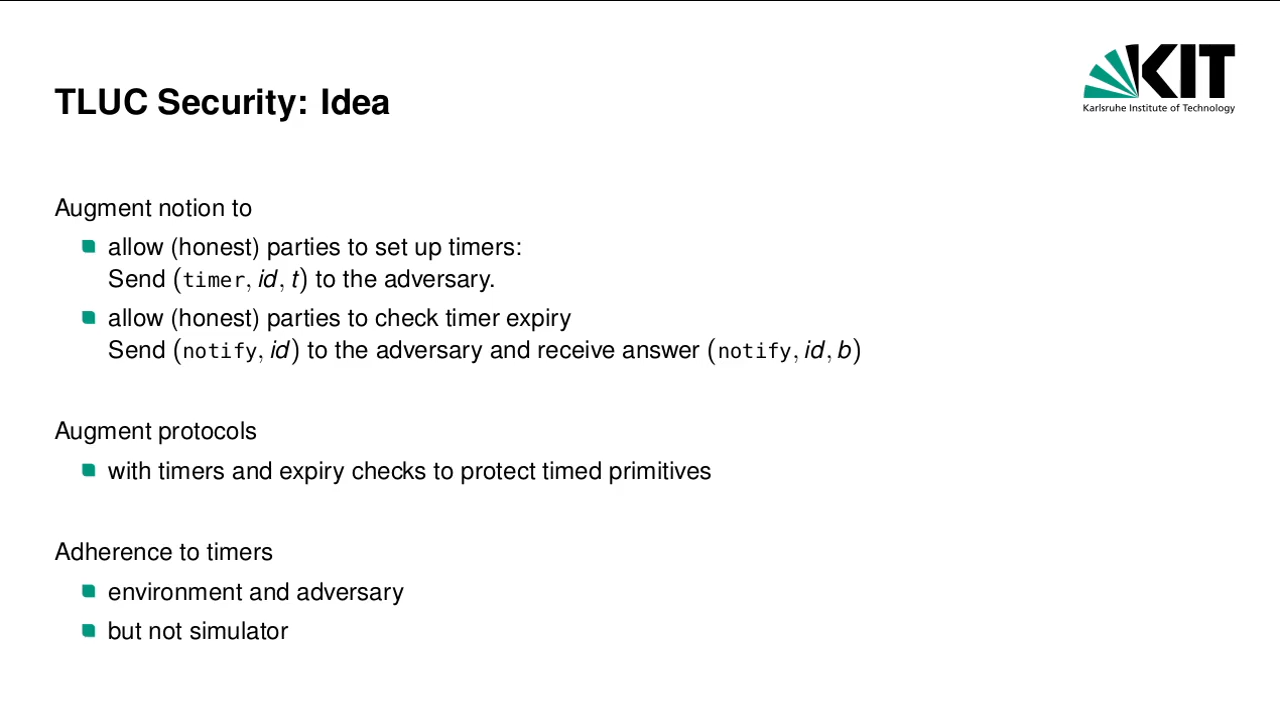 KIT
Karlsruhe Institute of Technology
TLUC Security: Idea
Augment notion to
allow (honest) parties to set up timers:
Send (timer, id, t) to the adversary.
allow (honest) parties to check timer expiry
Send (notify, id) to the adversary and receive answer (notify, id, b)
Augment protocols
with timers and expiry checks to protect timed primitives
Adherence to timers
environment and adversary
but not simulator